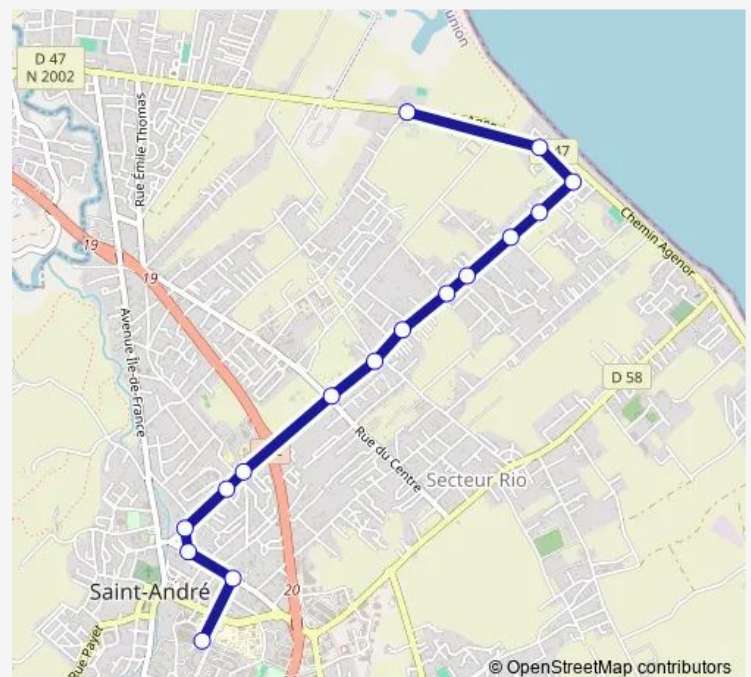 D 47
N 2002
union
Rue Émile Thomas
47
19
19
Chemin Agenor
Avenue Île-de-France
D 58
Rue du Centre
Secteur Rio
Saint-André
20
Rue Payet
© OpenStreetMap contributors